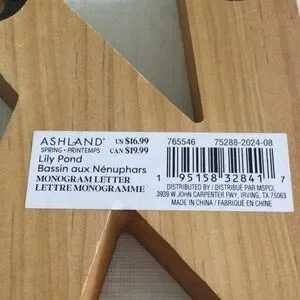 ASHLAND® US $16.99
SPRING • PRINTEMPS CAN $19.99
Lily Pond
Bassin aux Nénuphars
MONOGRAM LETTER
LETTRE MONOGRAMME
765546 75288-2024-08
1 95158 32841 7
DISTRIBUTED BY / DISTRIBUÉ PAR MSPCI,
3939 W JOHN CARPENTER FWY, IRVING, TX 75063
MADE IN CHINA / FABRIQUÉ EN CHINE